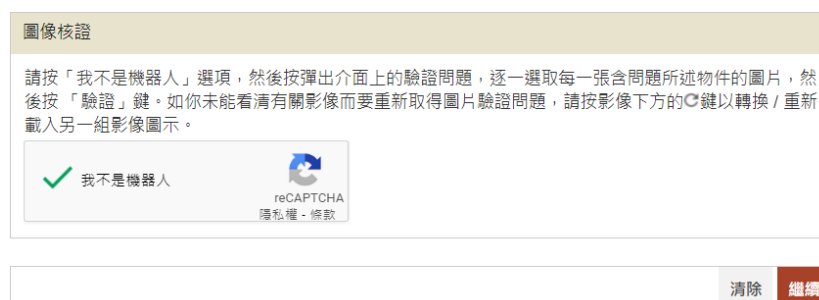 圖像核證
請按「我不是機器人」選項，然後按彈出介面上的驗證問題，逐一選取每一張含問題所述物件的圖片，然
後按 「驗證」鍵。如你未能看清有關影像而要重新取得圖片驗證問題，請按影像下方的鍵以轉換 / 重新
載入另一組影像圖示。
我不是機器人
reCAPTCHA
隱私權 - 條款
清除
繼續